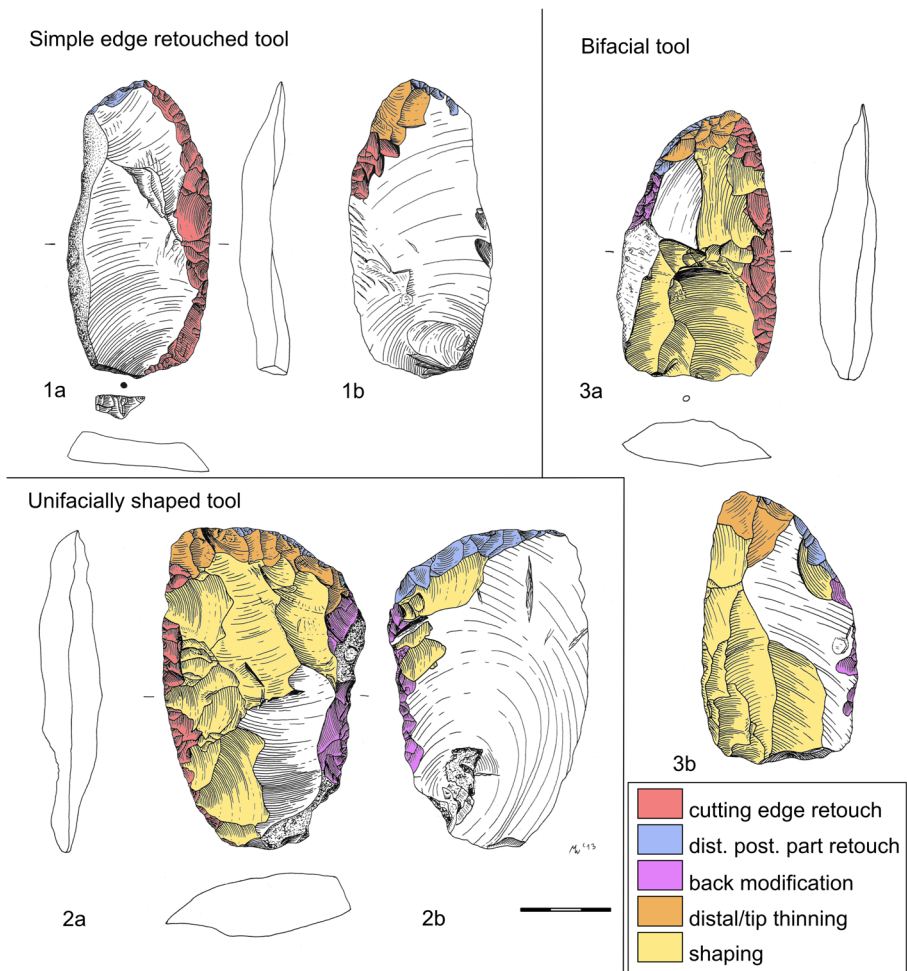 Simple edge retouched tool
Bifacial tool
1a
1b
3a
Unifacially shaped tool
2a
2b
3b
cutting edge retouch
dist. post. part retouch
back modification
distal/tip thinning
shaping